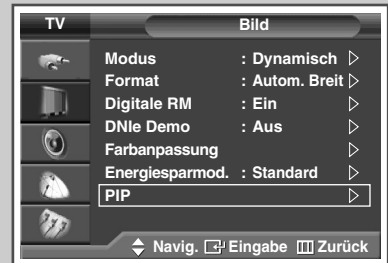 TV Bild
Modus : Dynamisch
Format : Autom. Breit
Digitale RM : Ein
DNIe Demo : Aus
Farbanpassung
Energiesparmod. : Standard
PIP
Navig. Eingabe Zurück